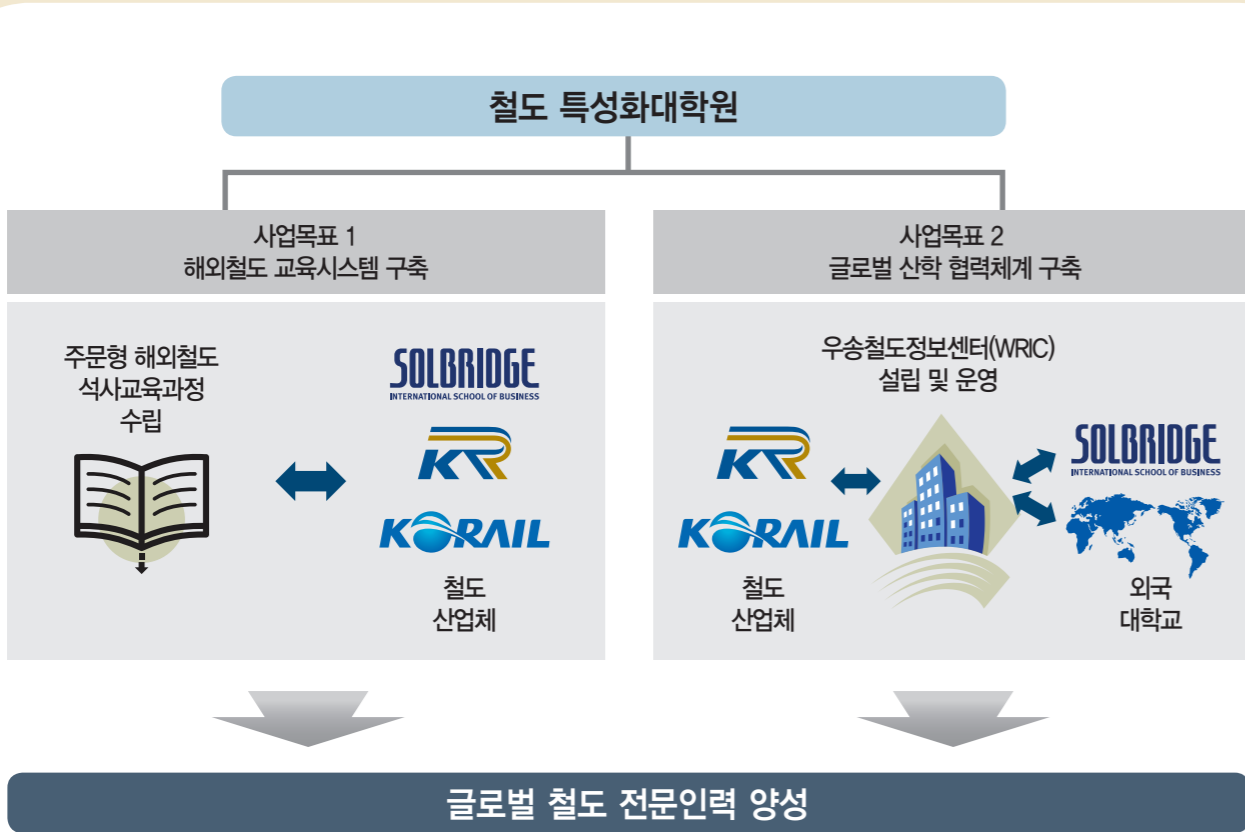 철도 특성화대학원
사업목표 1
해외철도 교육시스템 구축
주문형 해외철도
석사교육과정
수립
SOLBRIDGE
INTERNATIONAL SCHOOL OF BUSINESS
KR
KORAIL
철도
산업체
사업목표 2
글로벌 산학 협력체계 구축
우송철도정보센터(WRIC)
설립 및 운영
KR
KORAIL
철도
산업체
SOLBRIDGE
INTERNATIONAL SCHOOL OF BUSINESS
외국
대학교
글로벌 철도 전문인력 양성